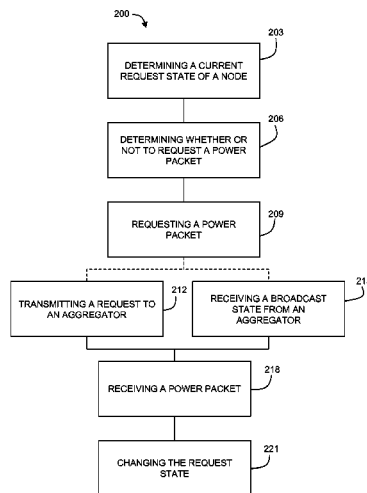 200
203
DETERMINING A CURRENT
REQUEST STATE OF A NODE
206
DETERMINING WHETHER OR
NOT TO REQUEST A POWER
PACKET
209
REQUESTING A POWER
PACKET
TRANSMITTING A REQUEST TO
AN AGGREGATOR
212
RECEIVING A BROADCAST
STATE FROM AN
AGGREGATOR
21
RECEIVING A POWER PACKET
218
CHANGING THE REQUEST
STATE
221